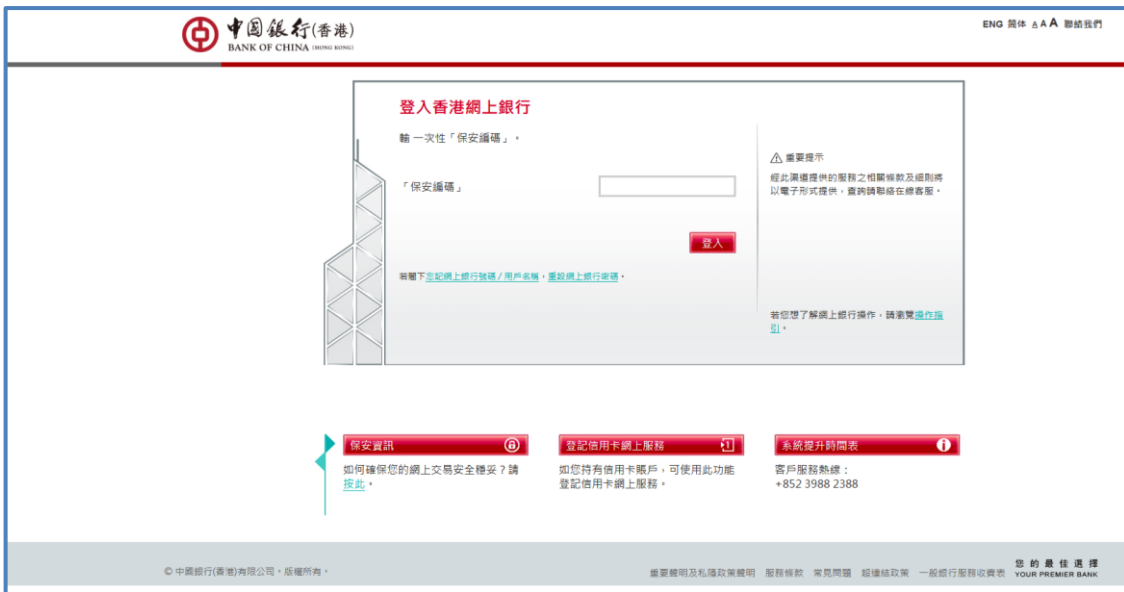 中國銀行(香港)
BANK OF CHINA (HONG KONG)
ENG 简体 A A A 聯絡我們
登入香港網上銀行
輸 一次性「保安編碼」。
「保安編碼」
登入
若閣下忘記網上銀行號碼 / 用戶名稱，重設網上銀行密碼。
重要提示
經此渠道提供的服務之相關條款及細則將
以電子形式提供，查詢請聯絡在線客服。
若您想了解網上銀行操作，請瀏覽操作指
引。
保安資訊
如何確保您的網上交易安全穩妥？請
按此。
登記信用卡網上服務
如您持有信用卡賬戶，可使用此功能
登記信用卡網上服務。
系統提升時間表
客戶服務熱線：
+852 3988 2388
© 中國銀行(香港)有限公司。版權所有。
重要聲明及私隱政策聲明 服務條款 常見問題 超連結政策 一般銀行服務收費表
您的最佳選擇
YOUR PREMIER BANK